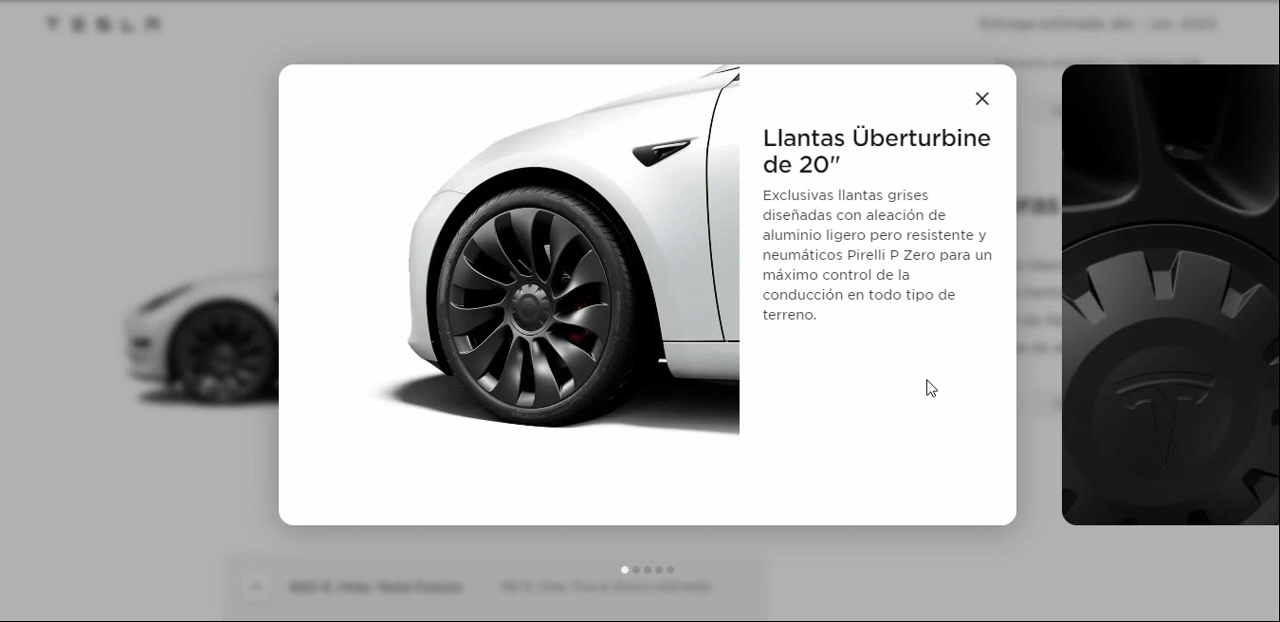 TESLA
Llantas Überturbine
de 20"
Exclusivas llantas grises
diseñadas con aleación de
aluminio ligero pero resistente y
neumáticos Pirelli P Zero para un
máximo control de la
conducción en todo tipo de
terreno.